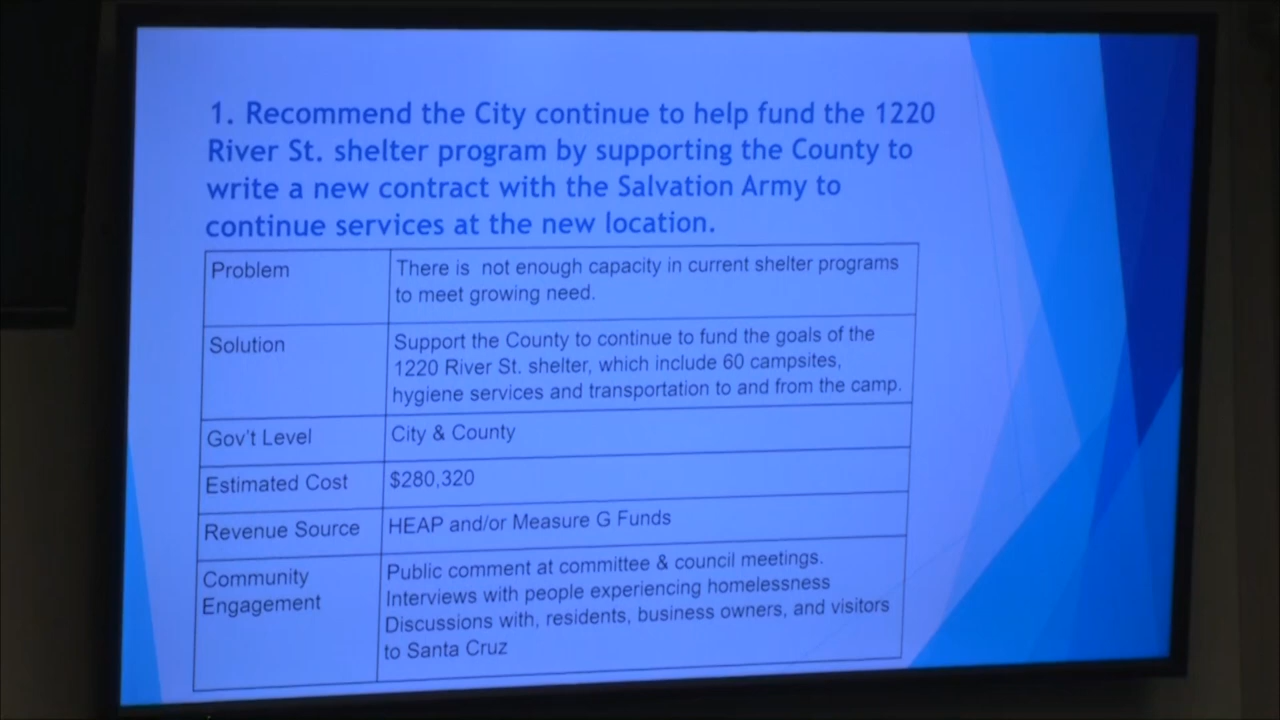 1. Recommend the City continue to help fund the 1220
River St. shelter program by supporting the County to
write a new contract with the Salvation Army to
continue services at the new location.
Problem
There is not enough capacity in current shelter programs
to meet growing need.
Solution
Support the County to continue to fund the goals of the
1220 River St. shelter, which include 60 campsites,
hygiene services and transportation to and from the camp.
Gov't Level
City & County
Estimated Cost
$280,320
Revenue Source
HEAP and/or Measure G Funds
Community
Engagement
Public comment at committee & council meetings.
Interviews with people experiencing homelessness
Discussions with, residents, business owners, and visitors
to Santa Cruz